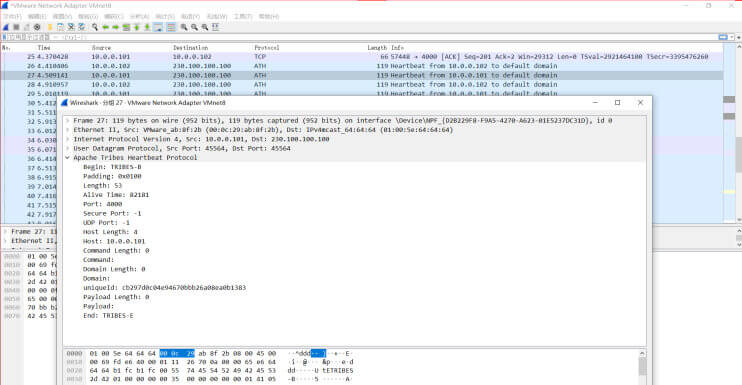 *VMware Network Adapter VMnet8
文件(F) 编辑(E) 视图(V) 跳转(G) 捕获(C) 分析(A) 统计(S) 电话(Y) 无线(W) 工具(T) 帮助(H)
No. Time Source Destination Protocol Length Info
25 4.370428 10.0.0.101 10.0.0.102 TCP 66 57448 → 4000 [ACK] Seq=201 Ack=2 Win=29312 Len=0 TSval=2921464100 TSecr=3395476260
26 4.410406 10.0.0.102 230.100.100.100 ATH 119 Heartbeat from 10.0.0.102 to default domain
27 4.509141 10.0.0.101 230.100.100.100 ATH 119 Heartbeat from 10.0.0.101 to default domain
28 4.910957 10.0.0.102 230.100.100.100 ATH 119 Heartbeat from 10.0.0.102 to default domain
29 5.010119 10.0.0.101 230.100.100.100 ATH 119 Heartbeat from 10.0.0.101 to default domain
30 5.412
Wireshark · 分组 27 · VMware Network Adapter VMnet8
31 5.511
32 5.913
Frame 27: 119 bytes on wire (952 bits), 119 bytes captured (952 bits) on interface \Device\NPF_{D2B229F8-F9A5-4270-A623-01E5237DC31D}, id 0
33 6.012
Ethernet II, Src: VMware_ab:8f:2b (00:0c:29:ab:8f:2b), Dst: IPv4mcast_64:64:64 (01:00:5e:64:64:64)
34 6.030
Internet Protocol Version 4, Src: 10.0.0.101, Dst: 230.100.100.100
35 6.071
User Datagram Protocol, Src Port: 45564, Dst Port: 45564
36 6.414
Apache Tribes Heartbeat Protocol
37 6.513
Begin: TRIBES-B
38 6.915
Padding: 0x0100
39 7.014
Length: 53
40 7.416
Alive Time: 82181
41 7.515
Port: 4000
42 7.917
Secure Port: -1
UDP Port: -1
Frame 27: 11
Host Length: 4
Ethernet II,
Host: 10.0.0.101
Command Length: 0
0000 01 00 5e
Command:
0010 00 69 fd
Domain Length: 0
0020 64 64 b1
Domain:
0030 2d 42 01
uniqueId: cb297d0c04e94670bbb26a08ea0b1383
0040 00 00 0
Payload Length: 0
0050 65 00 00
Payload:
0060 70 bb b2
End: TRIBES-E
0070 42 45 53
0000 01 00 5e 64 64 64 00 0c 29 ab 8f 2b 08 00 45 00
0010 00 69 fd e6 40 00 01 11 26 70 0a 00 00 65 e6 64
0020 64 64 b1 fc b1 fc 00 55 74 45 54 52 49 42 45 53
0030 2d 42 01 00 00 00 00 35 00 00 00 00 00 01 41 05